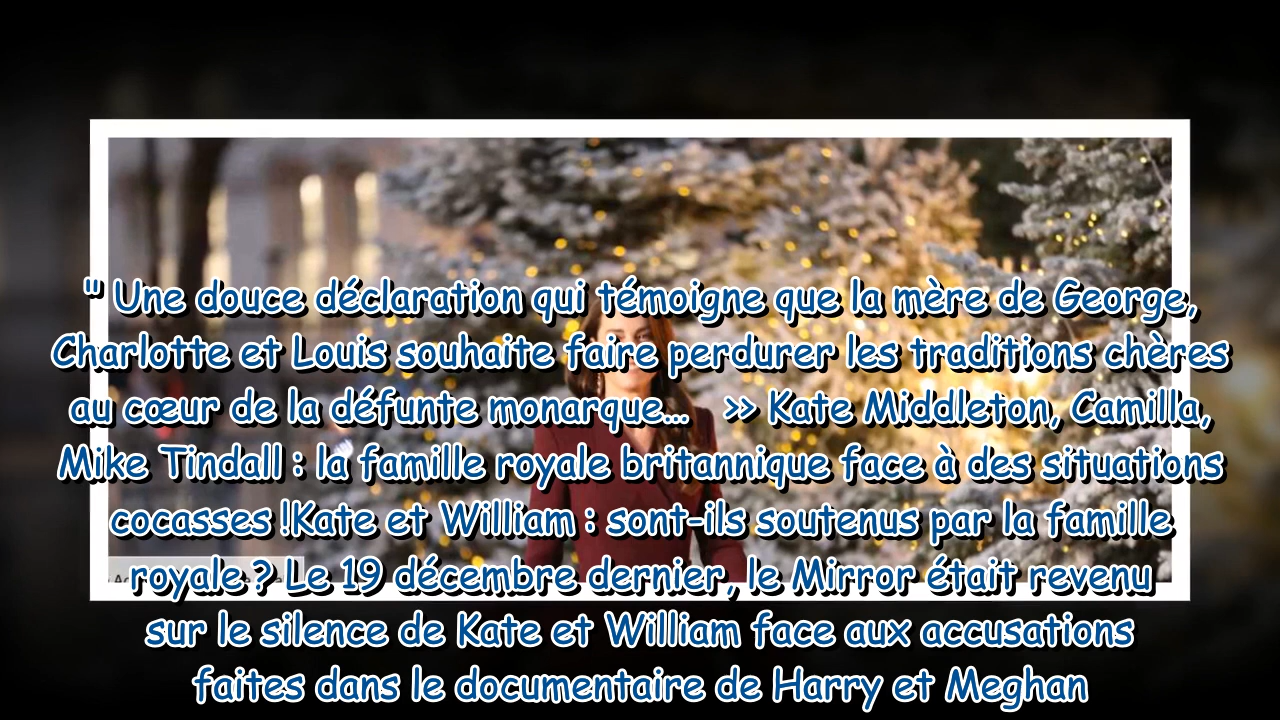 " Une douce déclaration qui témoigne que la mère de George,
Charlotte et Louis souhaite faire perdurer les traditions chères
au cœur de la défunte monarque... >> Kate Middleton, Camilla,
Mike Tindall : la famille royale britannique face à des situations
cocasses !Kate et William : sont-ils soutenus par la famille
royale ? Le 19 décembre dernier, le Mirror était revenu
sur le silence de Kate et William face aux accusations
faites dans le documentaire de Harry et Meghan